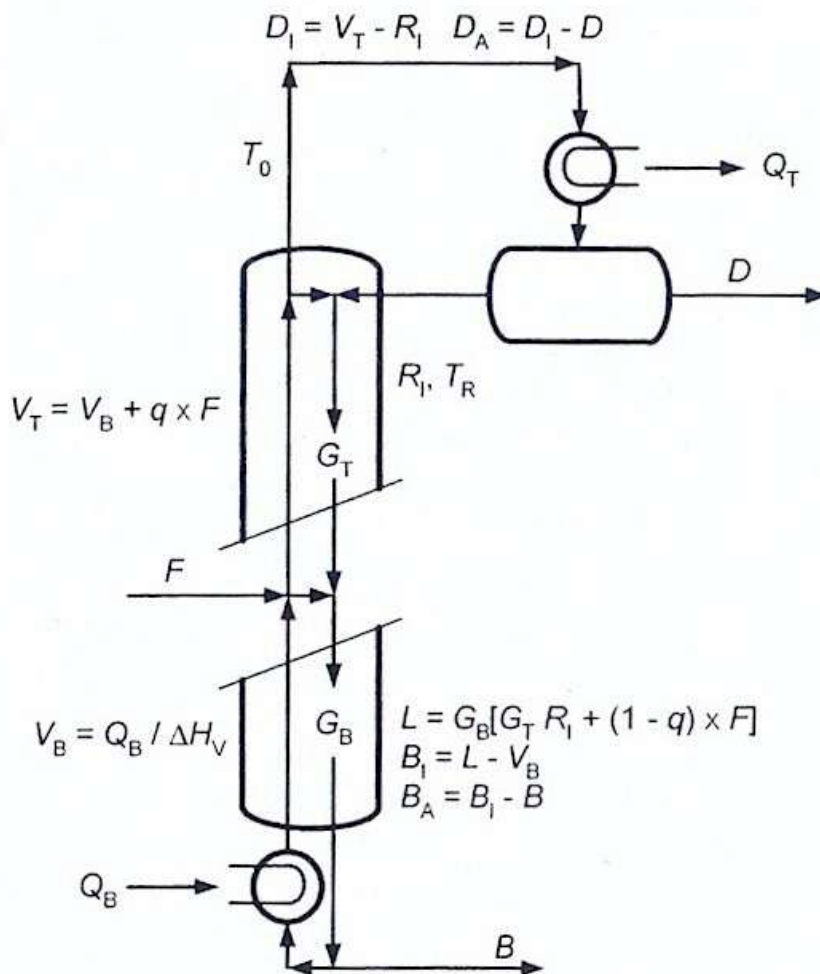 D_I = V_T - R_I   D_A = D_I - D
T_0
Q_T
D
R_I, T_R
V_T = V_B + q x F
G_T
F
V_B = Q_B / ΔH_V
G_B
L = G_B[G_T R_I + (1 - q) x F]
B_I = L - V_B
B_A = B_I - B
Q_B
B